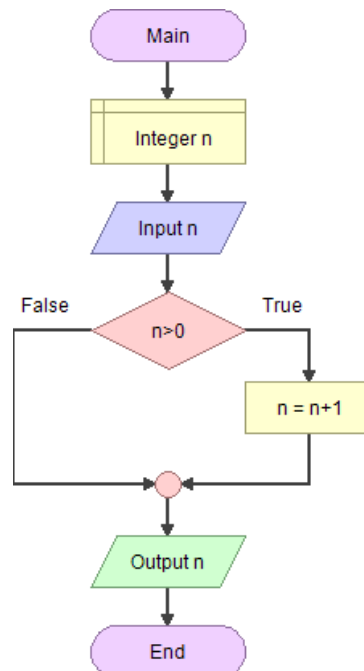 Main
Integer n
Input n
False
True
n>0
n = n+1
Output n
End